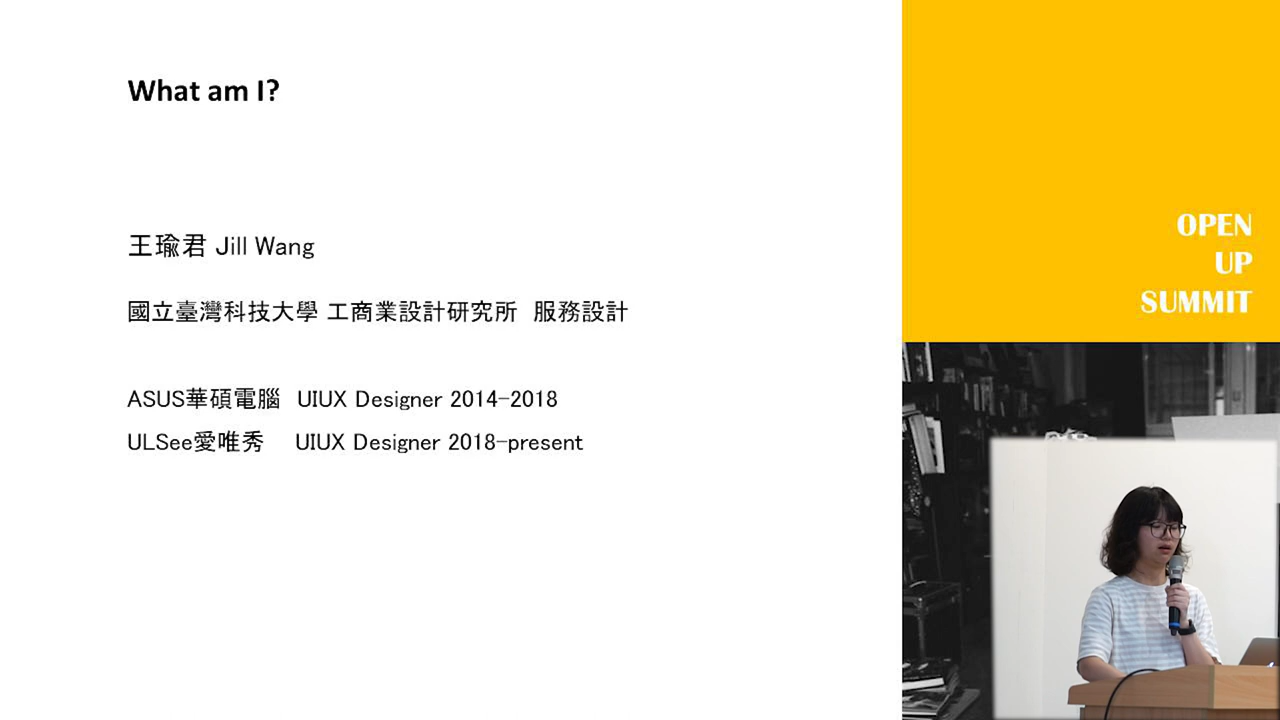 What am I?
王瑜君 Jill Wang
國立臺灣科技大學 工商業設計研究所 服務設計
ASUS華碩電腦 UIUX Designer 2014-2018
ULSee愛唯秀 UIUX Designer 2018-present
OPEN
UP
SUMMIT